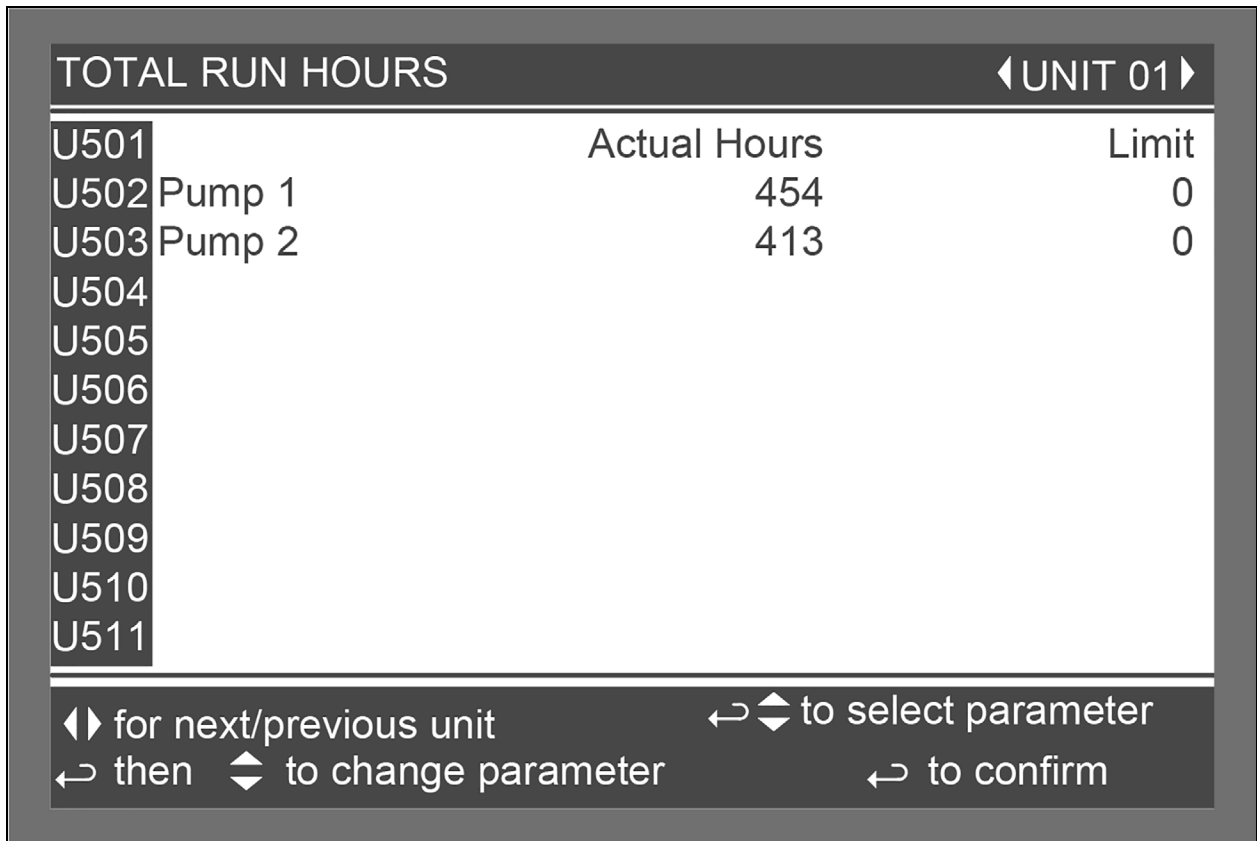 TOTAL RUN HOURS UNIT 01
U501 Actual Hours Limit
U502 Pump 1 454 0
U503 Pump 2 413 0
U504
U505
U506
U507
U508
U509
U510
U511
for next/previous unit to select parameter
then to change parameter to confirm